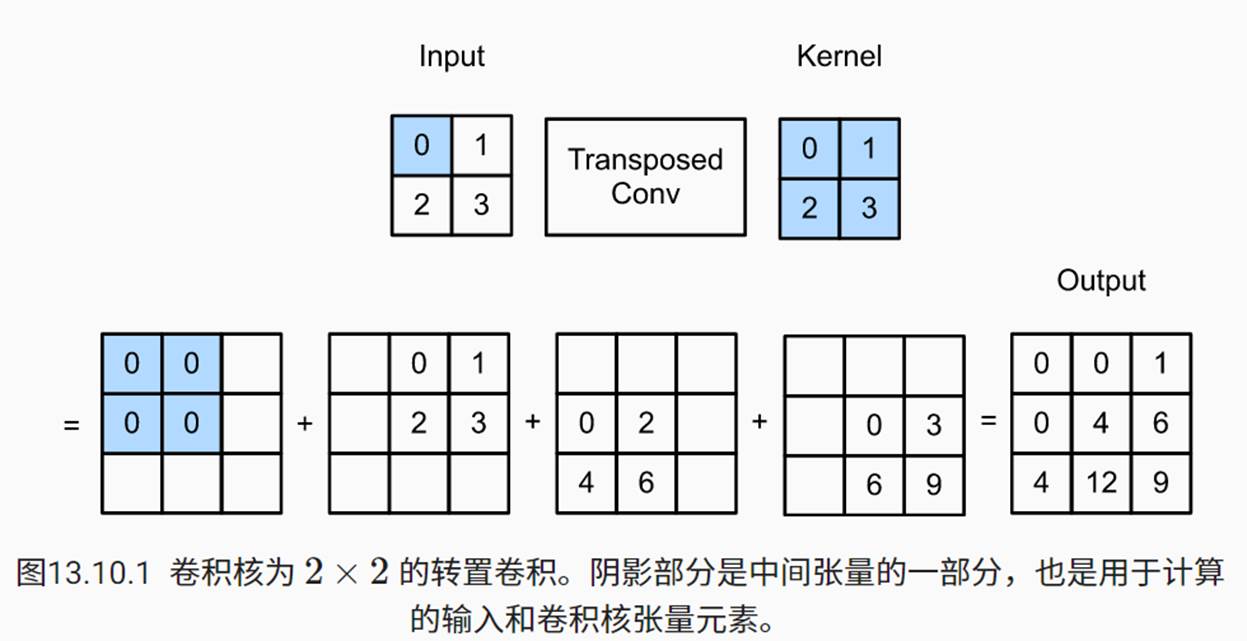 Input Kernel
0 1 Transposed 0 1
2 3 Conv 2 3
Output
0 0 0 1 0 0 1
= 0 0 + 2 3 + 0 2 + 0 3 = 0 4 6
4 6 6 9 4 12 9
图13.10.1 卷积核为 2 × 2 的转置卷积。阴影部分是中间张量的一部分，也是用于计算
的输入和卷积核张量元素。